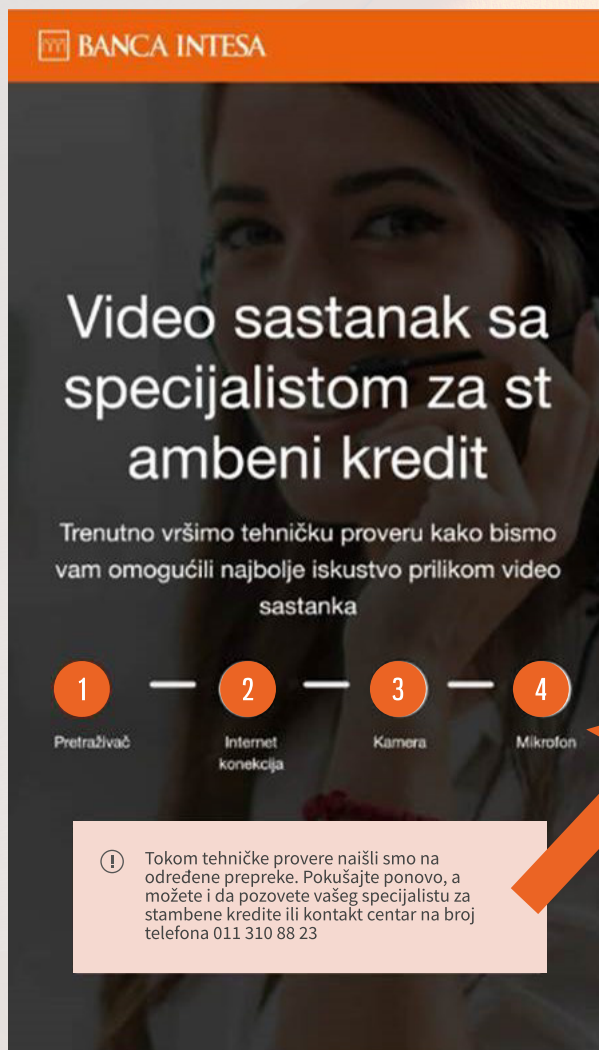 BANCA INTESA
Video sastanak sa
specijalistom za st
ambeni kredit
Trenutno vršimo tehničku proveru kako bismo
vam omogućili najbolje iskustvo prilikom video
sastanka
1 2 3 4
Pretraživač Internet Kamera Mikrofon
konekcija
Tokom tehničke provere naišli smo na
određene prepreke. Pokušajte ponovo, a
možete i da pozovete vašeg specijalistu za
stambene kredite ili kontakt centar na broj
telefona 011 310 88 23